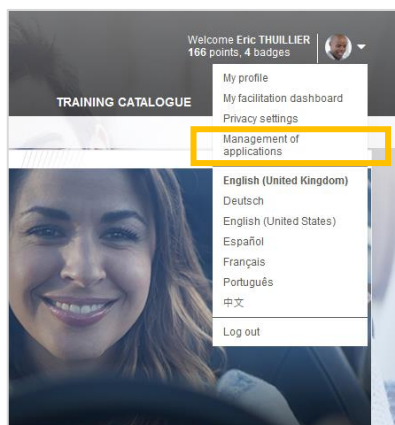 Welcome Eric THUILLIER
166 points, 4 badges
TRAINING CATALOGUE
My profile
My facilitation dashboard
Privacy settings
Management of
applications
English (United Kingdom)
Deutsch
English (United States)
Español
Français
Português
中文
Log out